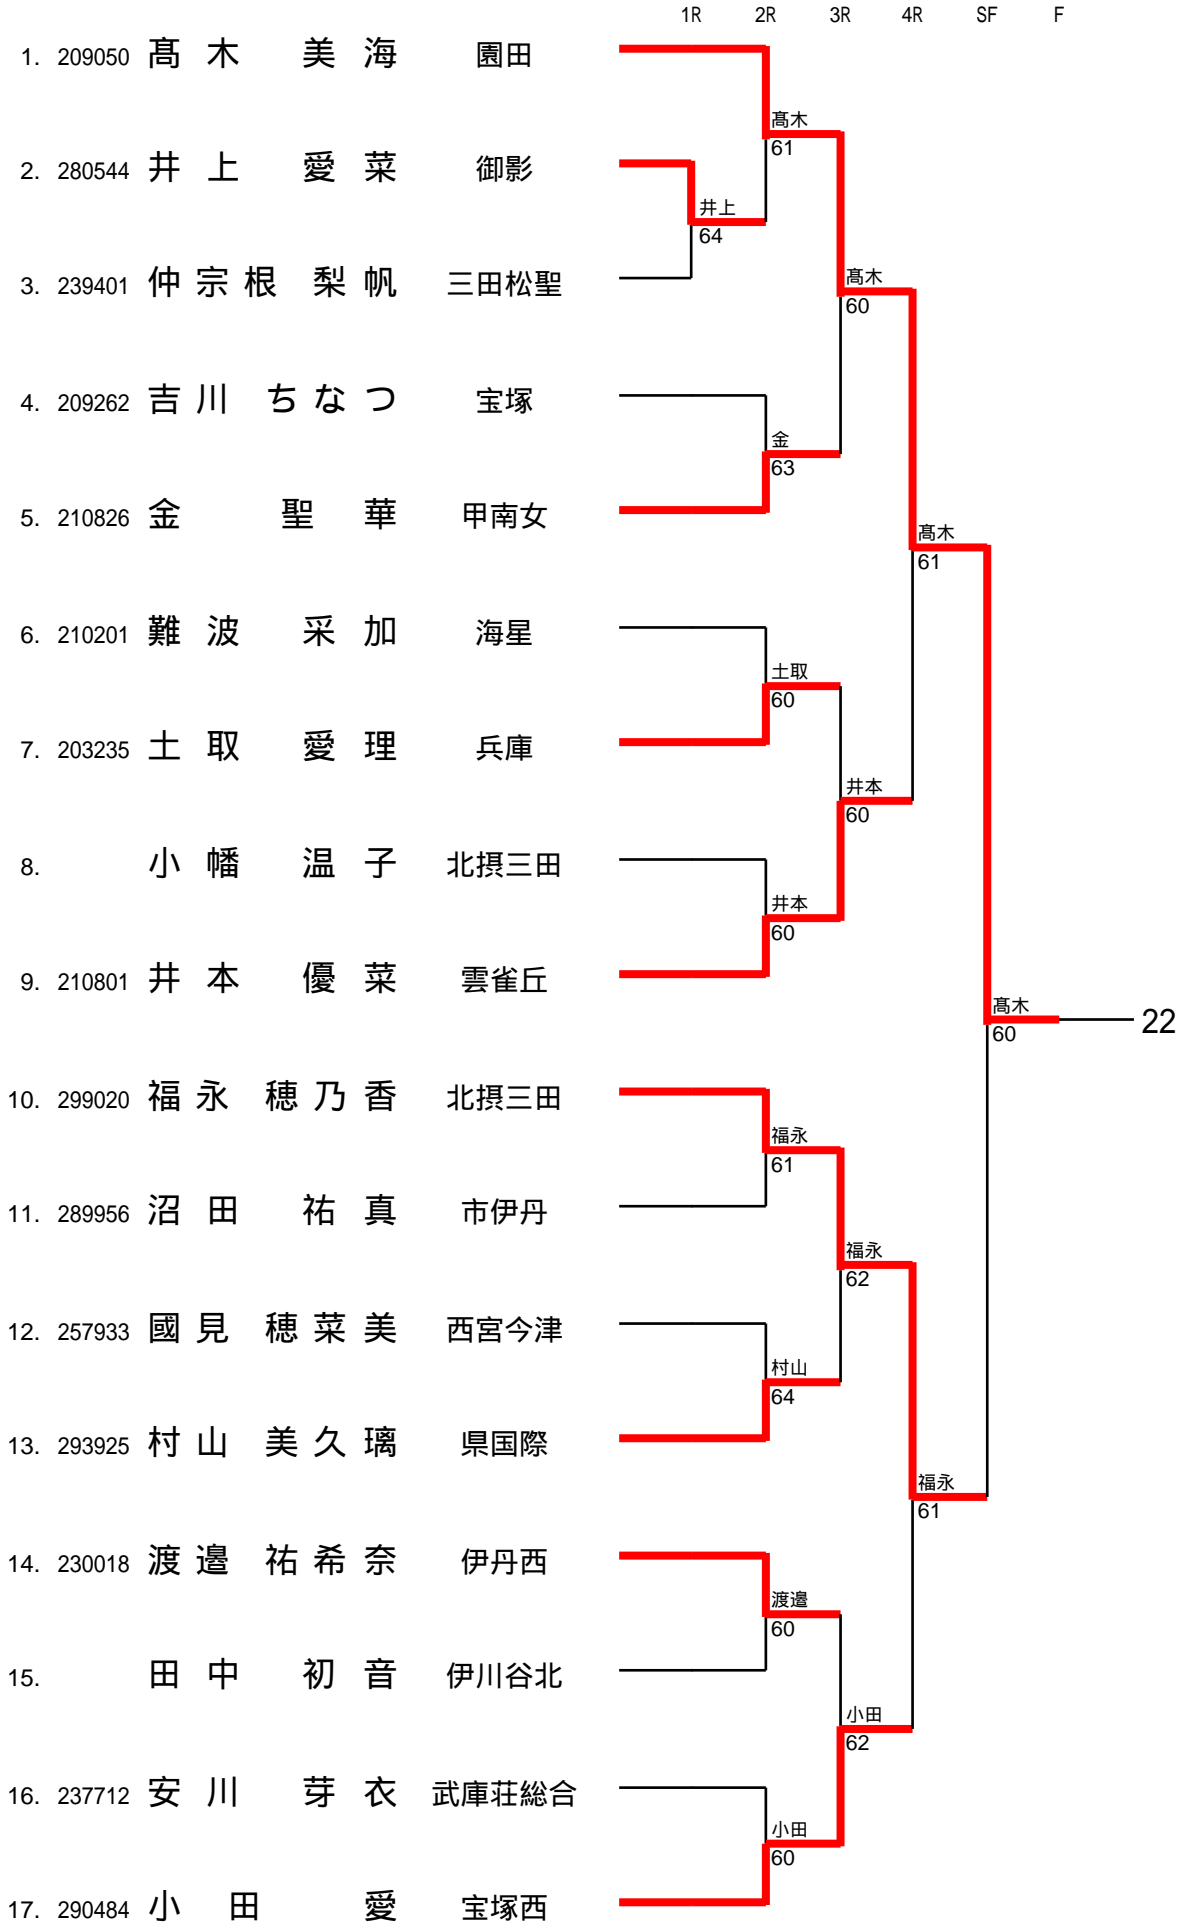 1R 2R 3R 4R SF F
1. 209050 髙木 美海 園田
髙木
61
2. 280544 井上 愛菜 御影
井上
64
3. 239401 仲宗根 梨帆 三田松聖
髙木
60
4. 209262 吉川 ちなつ 宝塚
金
63
5. 210826 金 聖華 甲南女
髙木
61
6. 210201 難波 采加 海星
土取
60
7. 203235 土取 愛理 兵庫
井本
60
8. 小幡 温子 北摂三田
井本
60
9. 210801 井本 優菜 雲雀丘
髙木
60
22
10. 299020 福永 穂乃香 北摂三田
福永
61
11. 289956 沼田 祐真 市伊丹
福永
62
12. 257933 國見 穂菜美 西宮今津
村山
64
13. 293925 村山 美久璃 県国際
福永
61
14. 230018 渡邉 祐希奈 伊丹西
渡邉
60
15. 田中 初音 伊川谷北
小田
62
16. 237712 安川 芽衣 武庫荘総合
小田
60
17. 290484 小田 愛 宝塚西